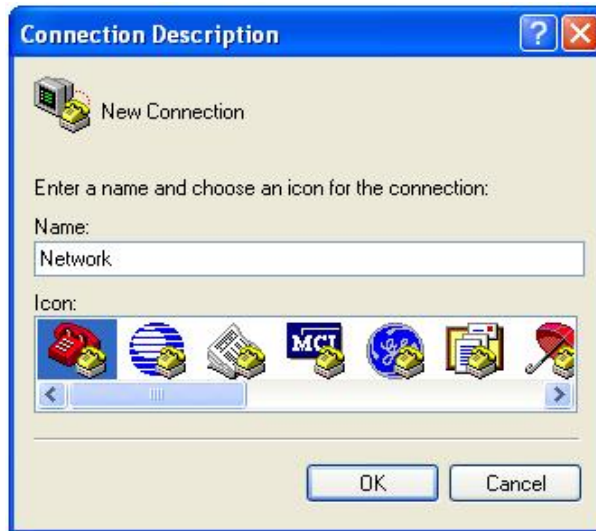 Connection Description
New Connection
Enter a name and choose an icon for the connection:
Name:
Network
Icon:
MCI
OK Cancel